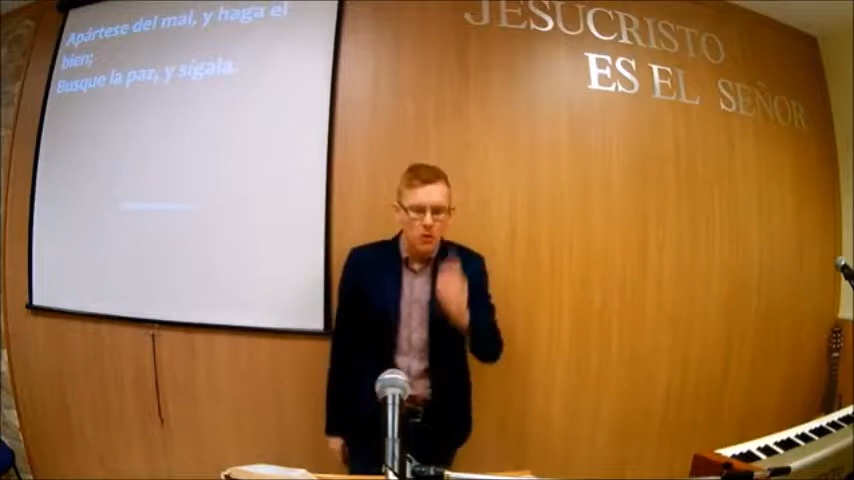 Apártese del mal, y haga el
bien;
Busque la paz, y sígala.
JESUCRISTO
ES EL SEÑOR